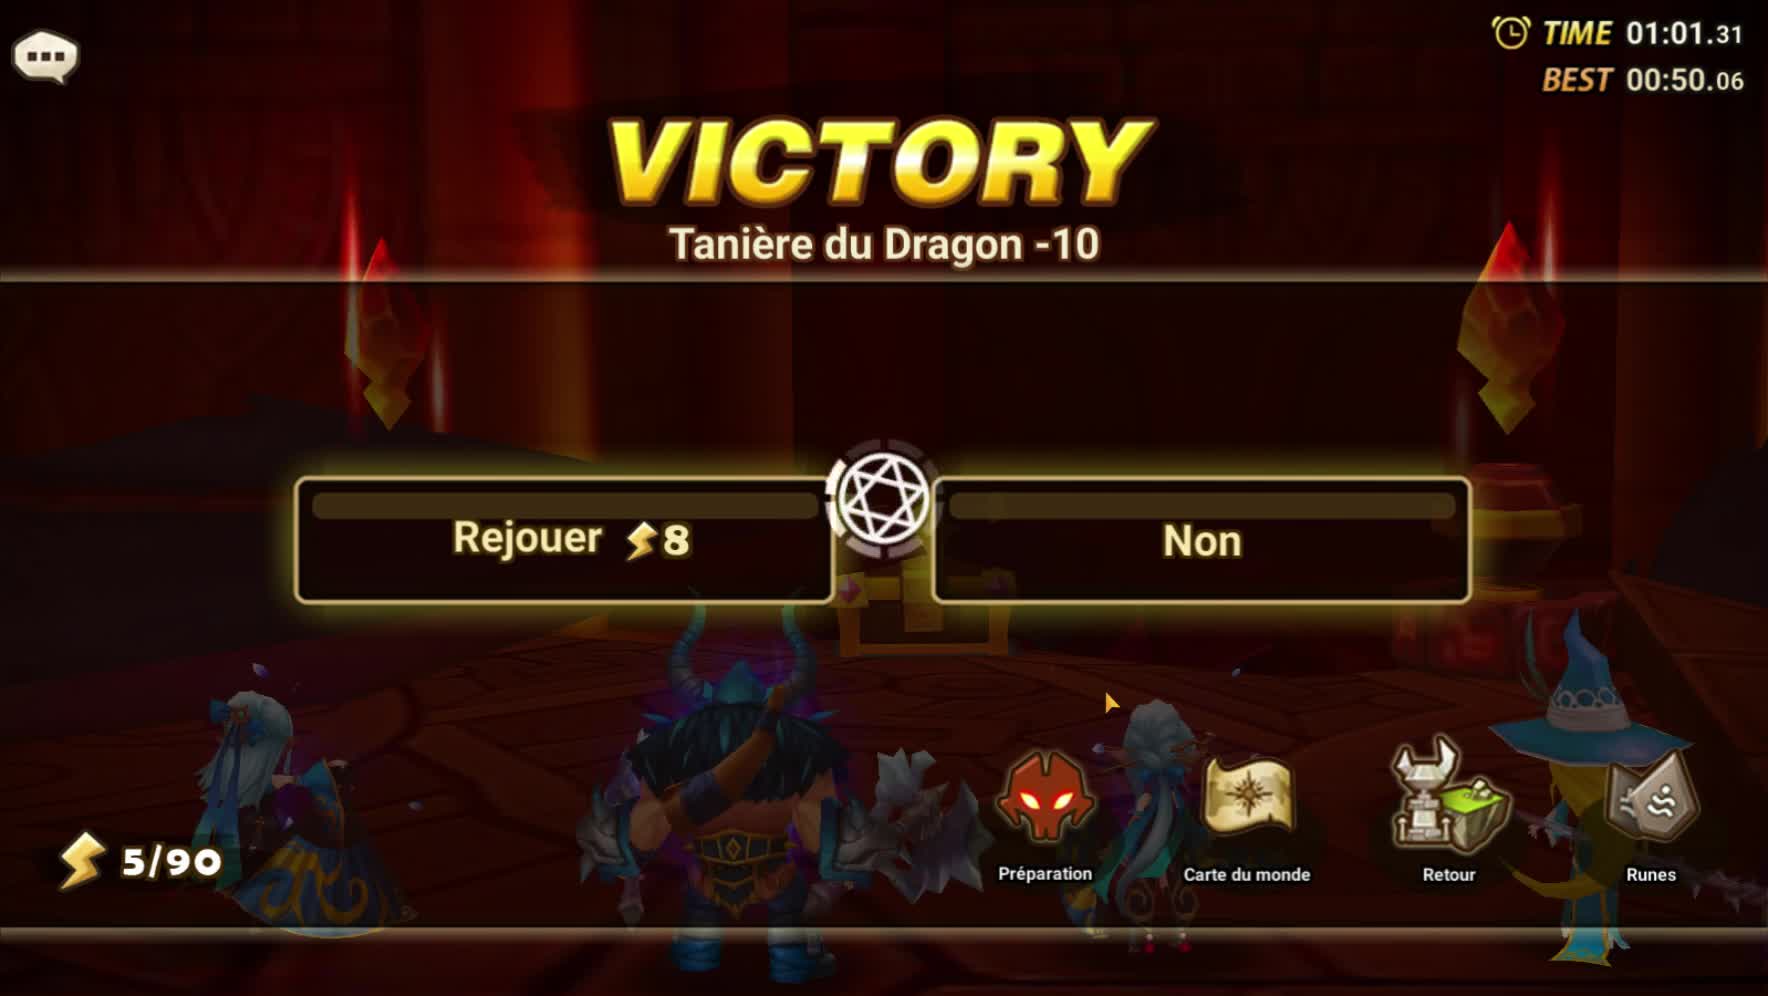 TIME 01:01.31
BEST 00:50.06
VICTORY
Tanière du Dragon -10
Rejouer 8
Non
5/90
Préparation
Carte du monde
Retour
Runes